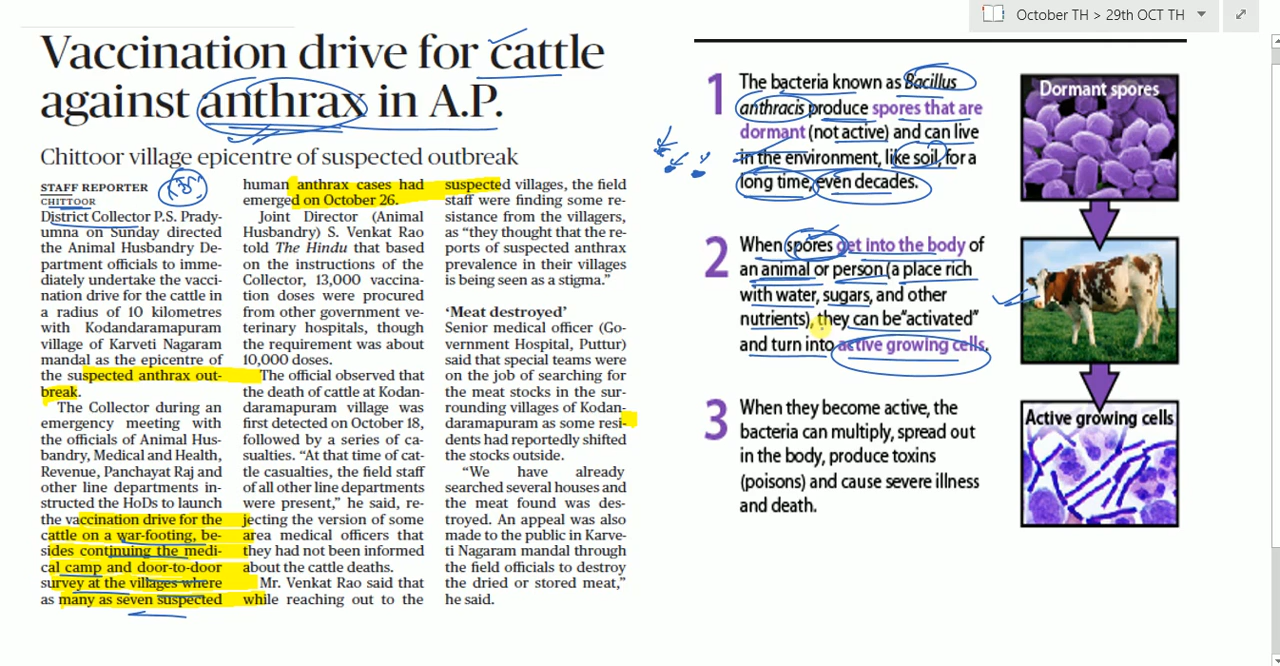 October TH > 29th OCT TH
Vaccination drive for cattle
against anthrax in A.P.
Chittoor village epicentre of suspected outbreak
STAFF REPORTER
CHITTOOR
District Collector P.S. Prady-
umna on Sunday directed
the Animal Husbandry De-
partment officials to imme-
diately undertake the vacci-
nation drive for the cattle in
a radius of 10 kilometres
with Kodandaramapuram
village of Karveti Nagaram
mandal as the epicentre of
the suspected anthrax out-
break.
The Collector during an
emergency meeting with
the officials of Animal Hus-
bandry, Medical and Health,
Revenue, Panchayat Raj and
other line departments in-
structed the HoDs to launch
the vaccination drive for the
cattle on a war-footing, be-
sides continuing the medi-
cal camp and door-to-door
survey at the villages where
as many as seven suspected
human anthrax cases had
emerged on October 26.
Joint Director (Animal
Husbandry) S. Venkat Rao
told The Hindu that based
on the instructions of the
Collector, 13,000 vaccina-
tion doses were procured
from other government ve-
terinary hospitals, though
the requirement was about
10,000 doses.
The official observed that
the death of cattle at Kodan-
daramapuram village was
first detected on October 18,
followed by a series of ca-
sualties. “At that time of cat-
tle casualties, the field staff
of all other line departments
were present,” he said, re-
jecting the version of some
area medical officers that
they had not been informed
about the cattle deaths.
Mr. Venkat Rao said that
while reaching out to the
suspected villages, the field
staff were finding some re-
sistance from the villagers,
as “they thought that the re-
ports of suspected anthrax
prevalence in their villages
is being seen as a stigma.”
‘Meat destroyed’
Senior medical officer (Go-
vernment Hospital, Puttur)
said that special teams were
on the job of searching for
the meat stocks in the sur-
rounding villages of Kodan-
daramapuram as some resi-
dents had reportedly shifted
the stocks outside.
“We have already
searched several houses and
the meat found was des-
troyed. An appeal was also
made to the public in Karve-
ti Nagaram mandal through
the field officials to destroy
the dried or stored meat,”
he said.
1
The bacteria known as Bacillus
anthracis produce spores that are
dormant (not active) and can live
in the environment, like soil, for a
long time, even decades.
Dormant spores
2
When spores get into the body of
an animal or person (a place rich
with water, sugars, and other
nutrients), they can be“activated”
and turn into active growing cells.
3
When they become active, the
bacteria can multiply, spread out
in the body, produce toxins
(poisons) and cause severe illness
and death.
Active growing cells